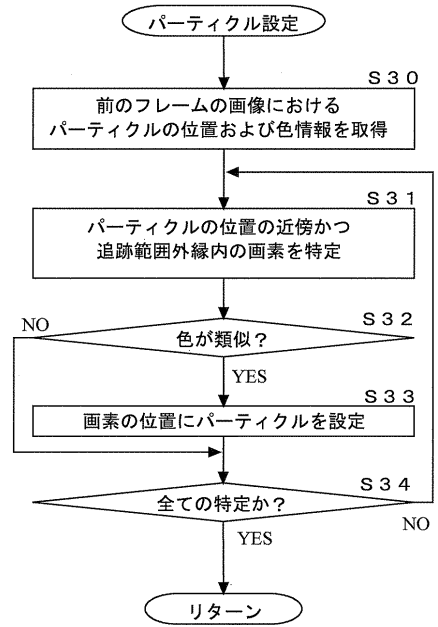 パーティクル設定
S30
前のフレームの画像における
パーティクルの位置および色情報を取得
S31
パーティクルの位置の近傍かつ
追跡範囲外縁内の画素を特定
S32
NO
色が類似?
YES
S33
画素の位置にパーティクルを設定
S34
全ての特定か?
NO
YES
リターン